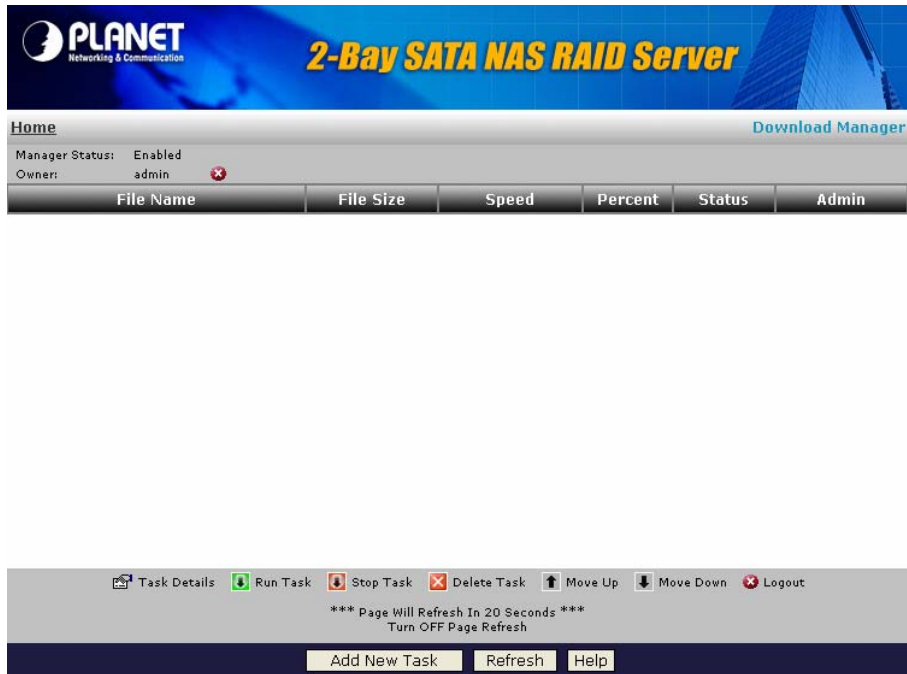 PLANET
Networking & Communication
2-Bay SATA NAS RAID Server
Home
Download Manager
Manager Status: Enabled
Owner: admin
File Name File Size Speed Percent Status Admin
Task Details Run Task Stop Task Delete Task Move Up Move Down Logout
*** Page Will Refresh In 20 Seconds ***
Turn OFF Page Refresh
Add New Task Refresh Help